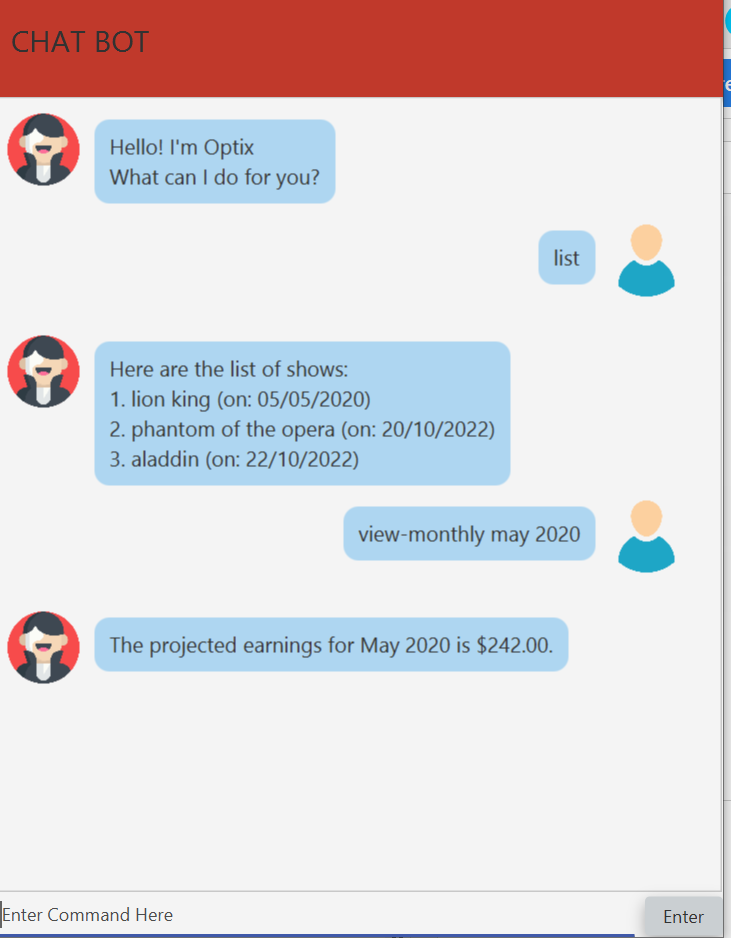 CHAT BOT
Hello! I'm Optix
What can I do for you?
list
Here are the list of shows:
1. lion king (on: 05/05/2020)
2. phantom of the opera (on: 20/10/2022)
3. aladdin (on: 22/10/2022)
view-monthly may 2020
The projected earnings for May 2020 is $242.00.
Enter Command Here
Enter